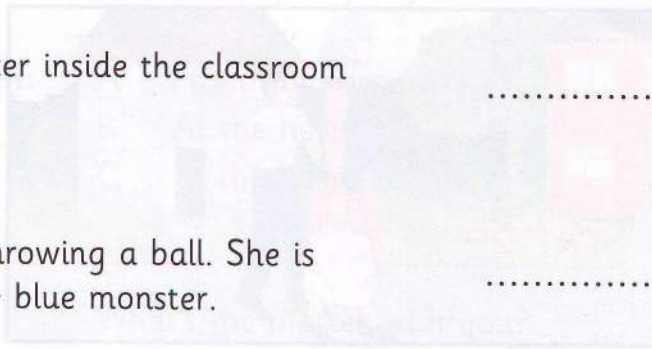 er inside the classroom ..............
rowing a ball. She is
blue monster. ..............